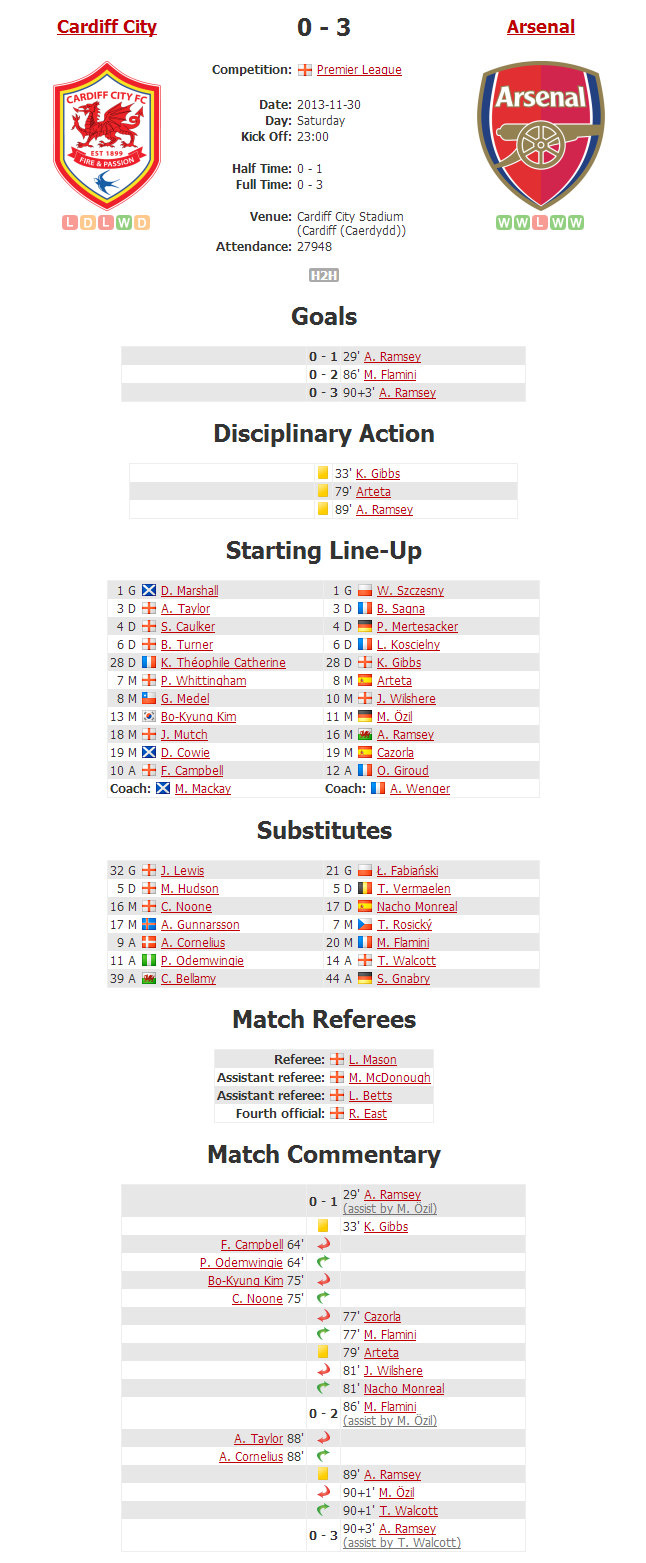 Cardiff City 0 - 3 Arsenal
Competition: Premier League
CARDIFF CITY FC
EST 1899
FIRE & PASSION
Arsenal
Date: 2013-11-30
Day: Saturday
Kick Off: 23:00
Half Time: 0 - 1
Full Time: 0 - 3
Venue: Cardiff City Stadium
(Cardiff (Caerdydd))
L D L W D
W W L W W
Attendance: 27948
H2H
Goals
0 - 1 29' A. Ramsey
0 - 2 86' M. Flamini
0 - 3 90+3' A. Ramsey
Disciplinary Action
33' K. Gibbs
79' Arteta
89' A. Ramsey
Starting Line-Up
1 G D. Marshall 1 G W. Szczesny
3 D A. Taylor 3 D B. Sagna
4 D S. Caulker 4 D P. Mertesacker
6 D B. Turner 6 D L. Koscielny
28 D K. Théophile Catherine 28 D K. Gibbs
7 M P. Whittingham 8 M Arteta
8 M G. Medel 10 M J. Wilshere
13 M Bo-Kyung Kim 11 M M. Özil
18 M J. Mutch 16 M A. Ramsey
19 M D. Cowie 19 M Cazorla
10 A F. Campbell 12 A O. Giroud
Coach: M. Mackay Coach: A. Wenger
Substitutes
32 G J. Lewis 21 G Ł. Fabiański
5 D M. Hudson 5 D T. Vermaelen
16 M C. Noone 17 D Nacho Monreal
17 M A. Gunnarsson 7 M T. Rosický
9 A A. Cornelius 20 M M. Flamini
11 A P. Odemwingie 14 A T. Walcott
39 A C. Bellamy 44 A S. Gnabry
Match Referees
Referee: L. Mason
Assistant referee: M. McDonough
Assistant referee: L. Betts
Fourth official: R. East
Match Commentary
0 - 1 29' A. Ramsey
(assist by M. Özil)
33' K. Gibbs
F. Campbell 64'
P. Odemwingie 64'
Bo-Kyung Kim 75'
C. Noone 75'
77' Cazorla
77' M. Flamini
79' Arteta
81' J. Wilshere
81' Nacho Monreal
0 - 2 86' M. Flamini
(assist by M. Özil)
A. Taylor 88'
A. Cornelius 88'
89' A. Ramsey
90+1' M. Özil
90+1' T. Walcott
0 - 3 90+3' A. Ramsey
(assist by T. Walcott)